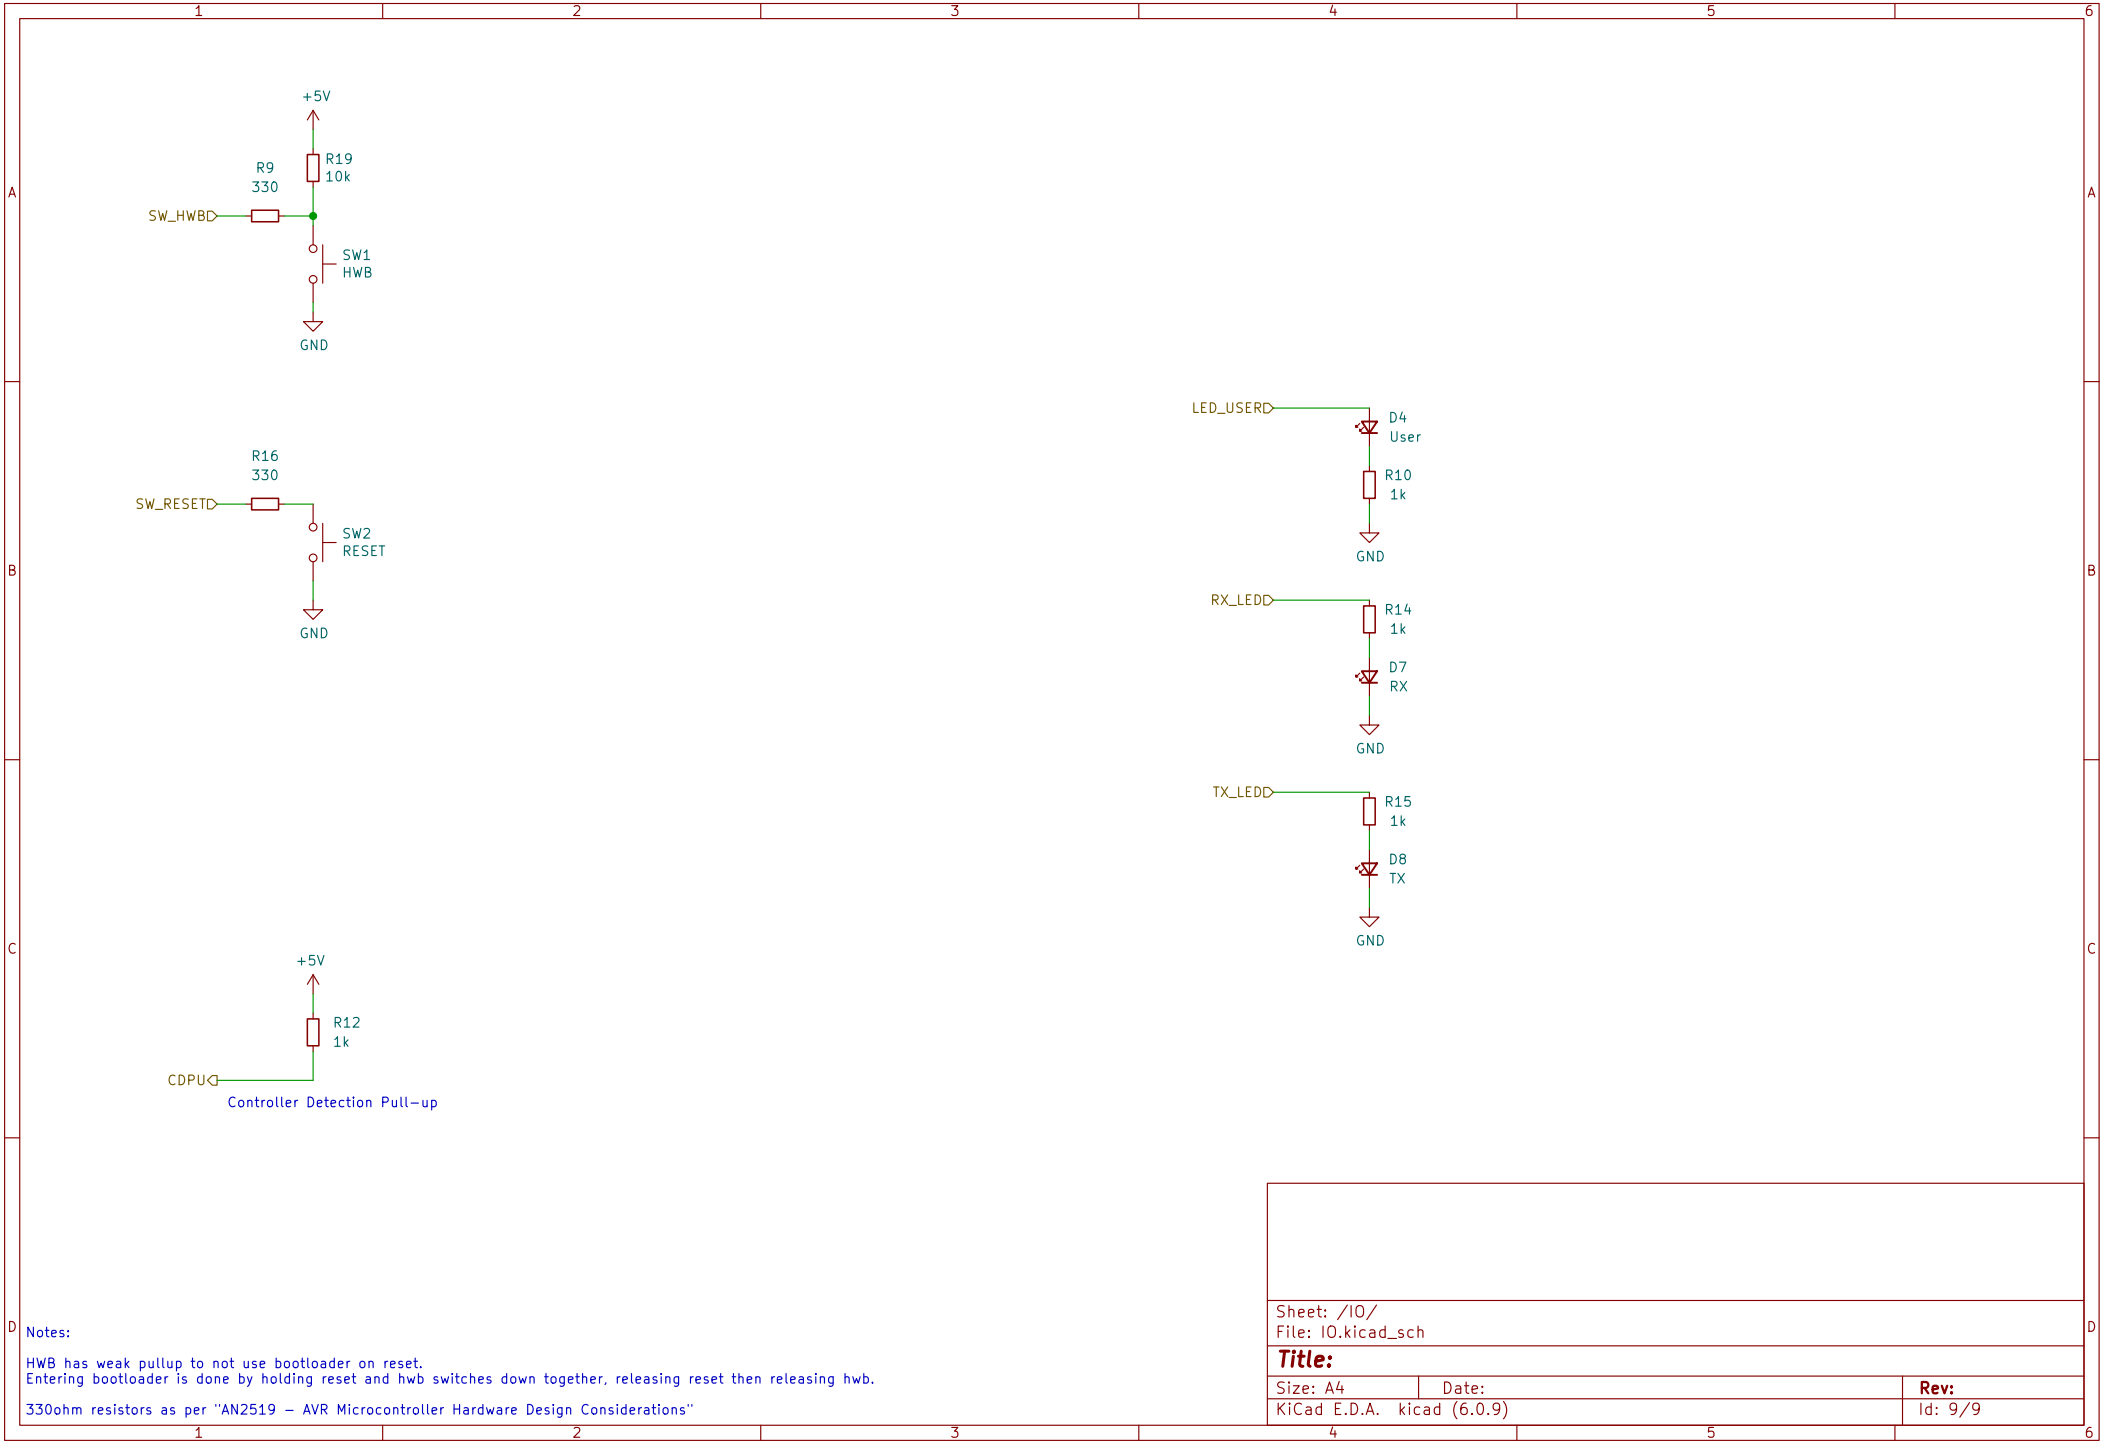 1 2 3 4 5 6
A A
B B
C C
D D
+5V
R19
10k
R9
330
SW_HWB
SW1
HWB
GND
R16
330
SW_RESET
SW2
RESET
GND
+5V
R12
1k
CDPU
Controller Detection Pull-up
LED_USER
D4
User
R10
1k
GND
RX_LED
R14
1k
D7
RX
GND
TX_LED
R15
1k
D8
TX
GND
Notes:
HWB has weak pullup to not use bootloader on reset.
Entering bootloader is done by holding reset and hwb switches down together, releasing reset then releasing hwb.
330ohm resistors as per "AN2519 - AVR Microcontroller Hardware Design Considerations"
Sheet: /IO/
File: IO.kicad_sch
Title:
Size: A4 Date: Rev:
KiCad E.D.A. kicad (6.0.9) Id: 9/9
1 2 3 4 5 6